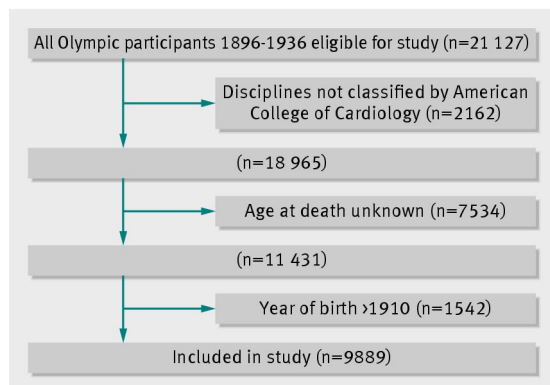 All Olympic participants 1896-1936 eligible for study (n=21 127)
Disciplines not classified by American
College of Cardiology (n=2162)
(n=18 965)
Age at death unknown (n=7534)
(n=11 431)
Year of birth >1910 (n=1542)
Included in study (n=9889)